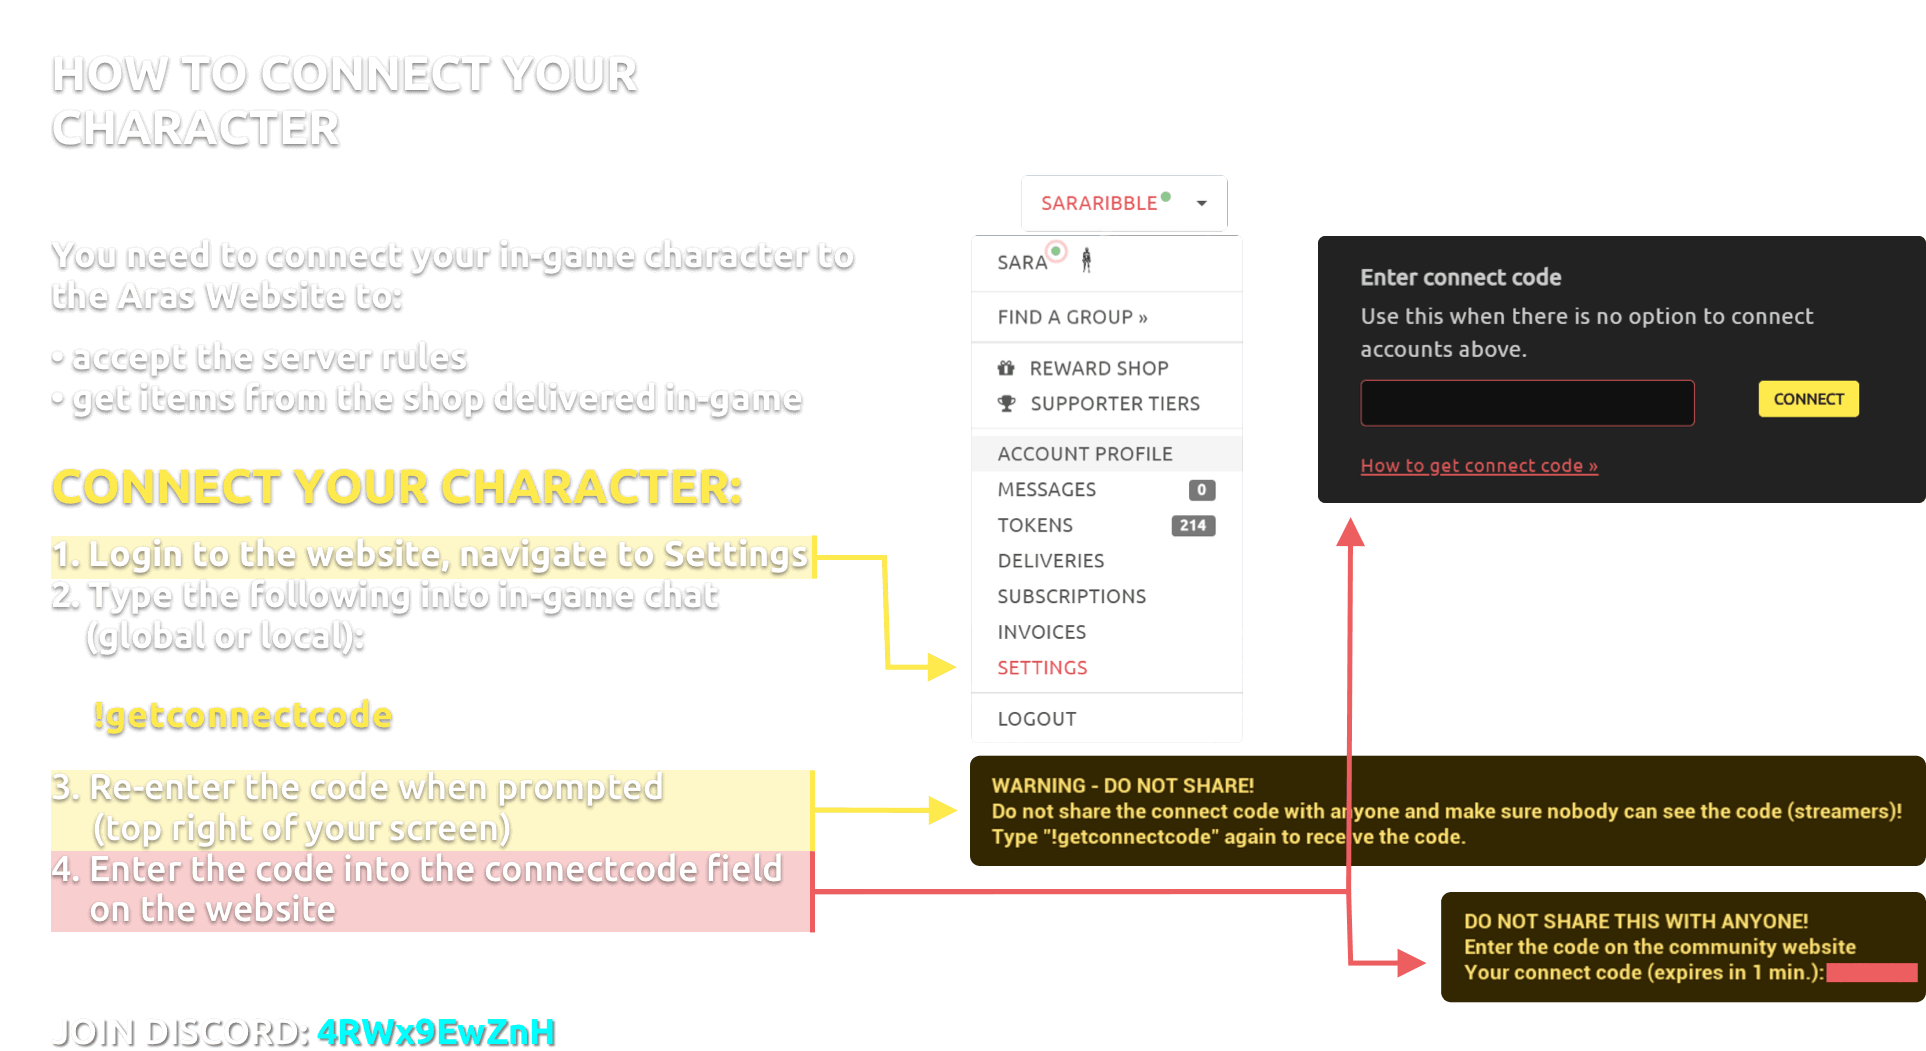 HOW TO CONNECT YOUR
CHARACTER
You need to connect your in-game character to
the Aras Website to:
• accept the server rules
• get items from the shop delivered in-game
CONNECT YOUR CHARACTER:
1. Login to the website, navigate to Settings
2. Type the following into in-game chat
(global or local):
!getconnectcode
3. Re-enter the code when prompted
(top right of your screen)
4. Enter the code into the connectcode field
on the website
JOIN DISCORD: 4RWx9EwZnH
SARARIBBLE
SARA
FIND A GROUP »
REWARD SHOP
SUPPORTER TIERS
ACCOUNT PROFILE
MESSAGES 0
TOKENS 214
DELIVERIES
SUBSCRIPTIONS
INVOICES
SETTINGS
LOGOUT
Enter connect code
Use this when there is no option to connect
accounts above.
CONNECT
How to get connect code »
WARNING - DO NOT SHARE!
Do not share the connect code with anyone and make sure nobody can see the code (streamers)!
Type "!getconnectcode" again to receive the code.
DO NOT SHARE THIS WITH ANYONE!
Enter the code on the community website
Your connect code (expires in 1 min.):